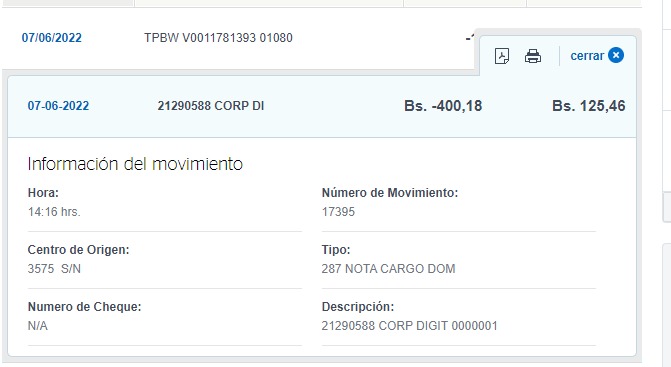 07/06/2022 TPBW V0011781393 01080
cerrar
07-06-2022 21290588 CORP DI Bs. -400,18 Bs. 125,46
Información del movimiento
Hora: Número de Movimiento:
14:16 hrs. 17395
Centro de Origen: Tipo:
3575 S/N 287 NOTA CARGO DOM
Numero de Cheque: Descripción:
N/A 21290588 CORP DIGIT 0000001